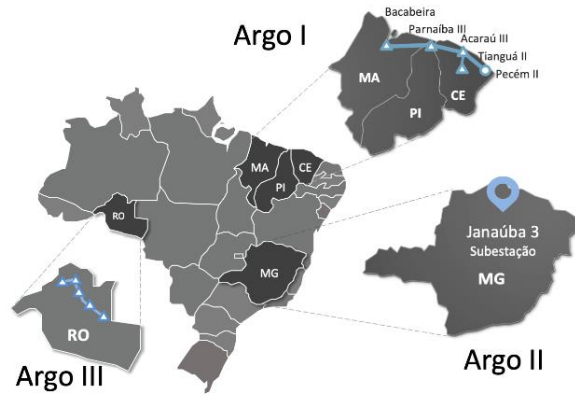 Argo I
Bacabeira
Parnaíba III
Acaraú III
Tianguá II
Pecém II
MA
PI
CE
MA
PI
CE
RO
MG
Janaúba 3
Subestação
MG
Argo II
RO
Argo III